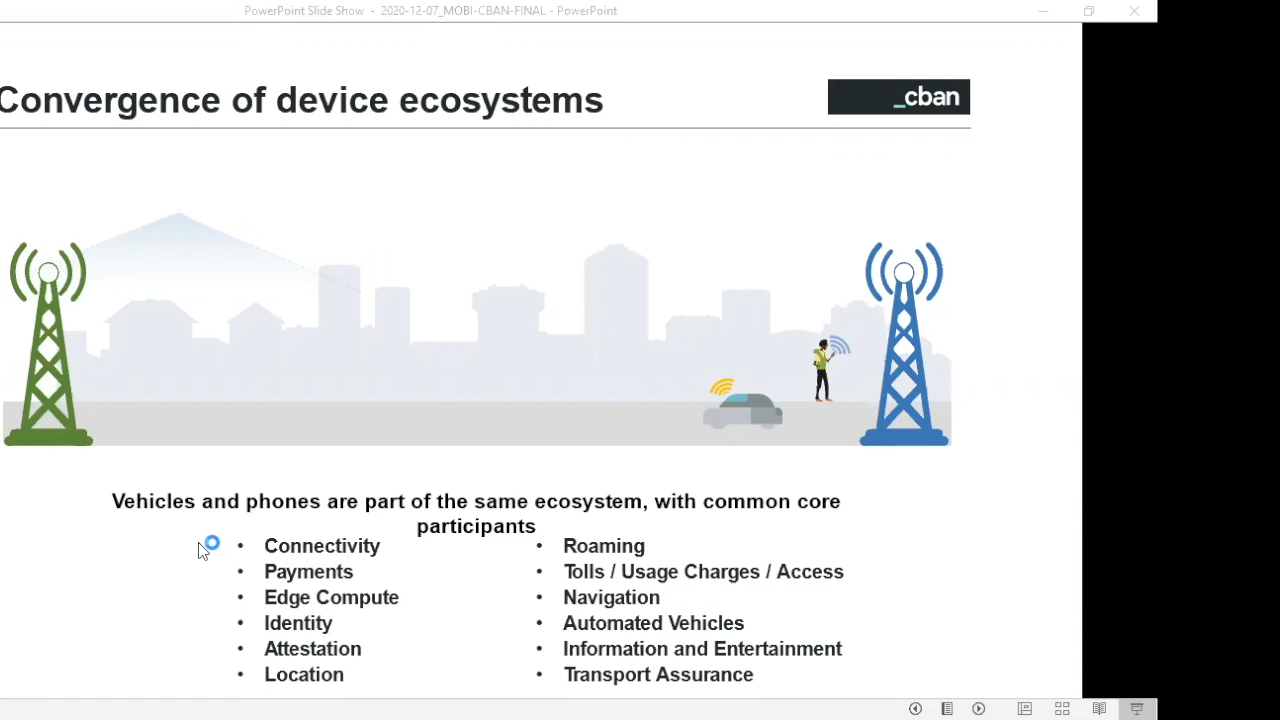 PowerPoint Slide Show - 2020-12-07_MOBI-CBAN-FINAL - PowerPoint
Convergence of device ecosystems
_cban
Vehicles and phones are part of the same ecosystem, with common core
participants
• Connectivity
• Payments
• Edge Compute
• Identity
• Attestation
• Location
• Roaming
• Tolls / Usage Charges / Access
• Navigation
• Automated Vehicles
• Information and Entertainment
• Transport Assurance